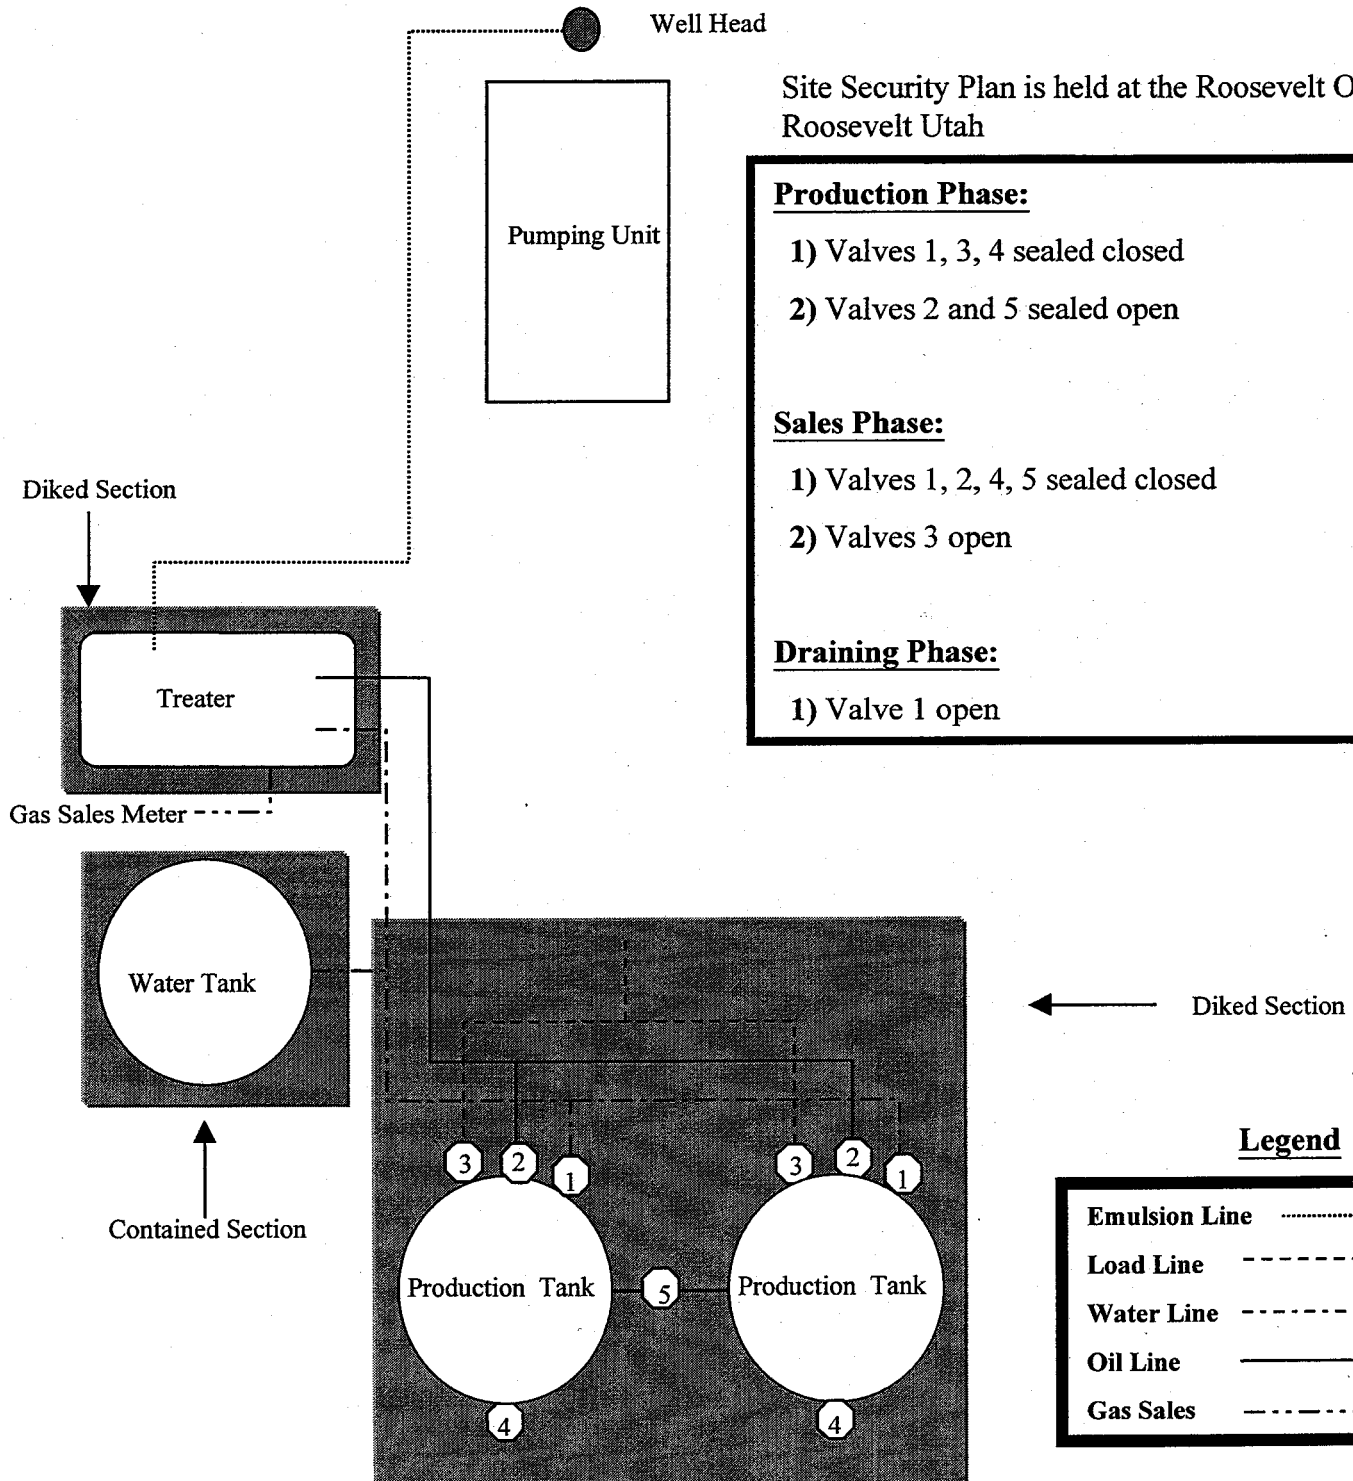 Well Head
Site Security Plan is held at the Roosevelt
Roosevelt Utah
Pumping Unit
Production Phase:
1) Valves 1, 3, 4 sealed closed
2) Valves 2 and 5 sealed open
Sales Phase:
1) Valves 1, 2, 4, 5 sealed closed
2) Valves 3 open
Draining Phase:
1) Valve 1 open
Diked Section
Treater
Gas Sales Meter
Water Tank
Contained Section
Diked Section
3
2
1
3
2
1
Production Tank
5
Production Tank
4
4
Legend
Emulsion Line
Load Line
Water Line
Oil Line
Gas Sales